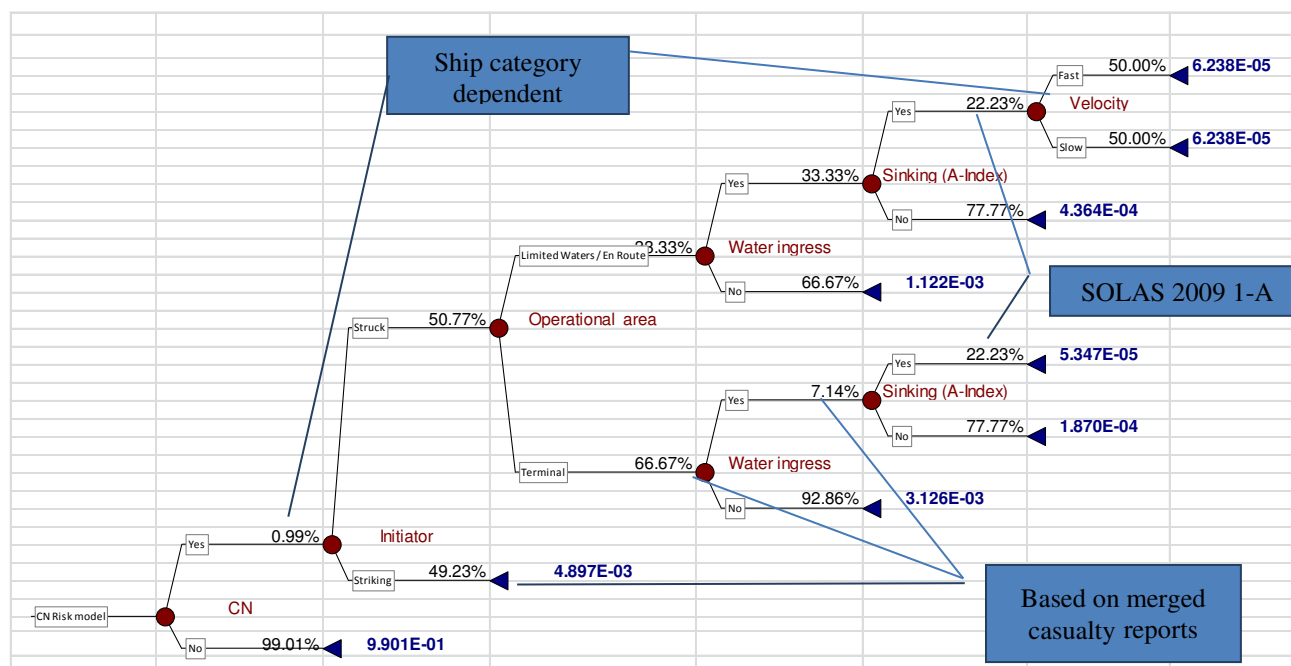 Ship category
dependent
Fast
50.00%
6.238E-05
Yes
22.23%
Velocity
Slow
50.00%
6.238E-05
Yes
33.33%
Sinking (A-Index)
No
77.77%
4.364E-04
Limited Waters / En Route
33.33%
Water ingress
No
66.67%
1.122E-03
SOLAS 2009 1-A
Struck
50.77%
Operational area
Yes
22.23%
5.347E-05
Yes
7.14%
Sinking (A-Index)
No
77.77%
1.870E-04
Terminal
66.67%
Water ingress
No
92.86%
3.126E-03
Yes
0.99%
Initiator
Striking
49.23%
4.897E-03
Based on merged
casualty reports
CN Risk model
CN
No
99.01%
9.901E-01